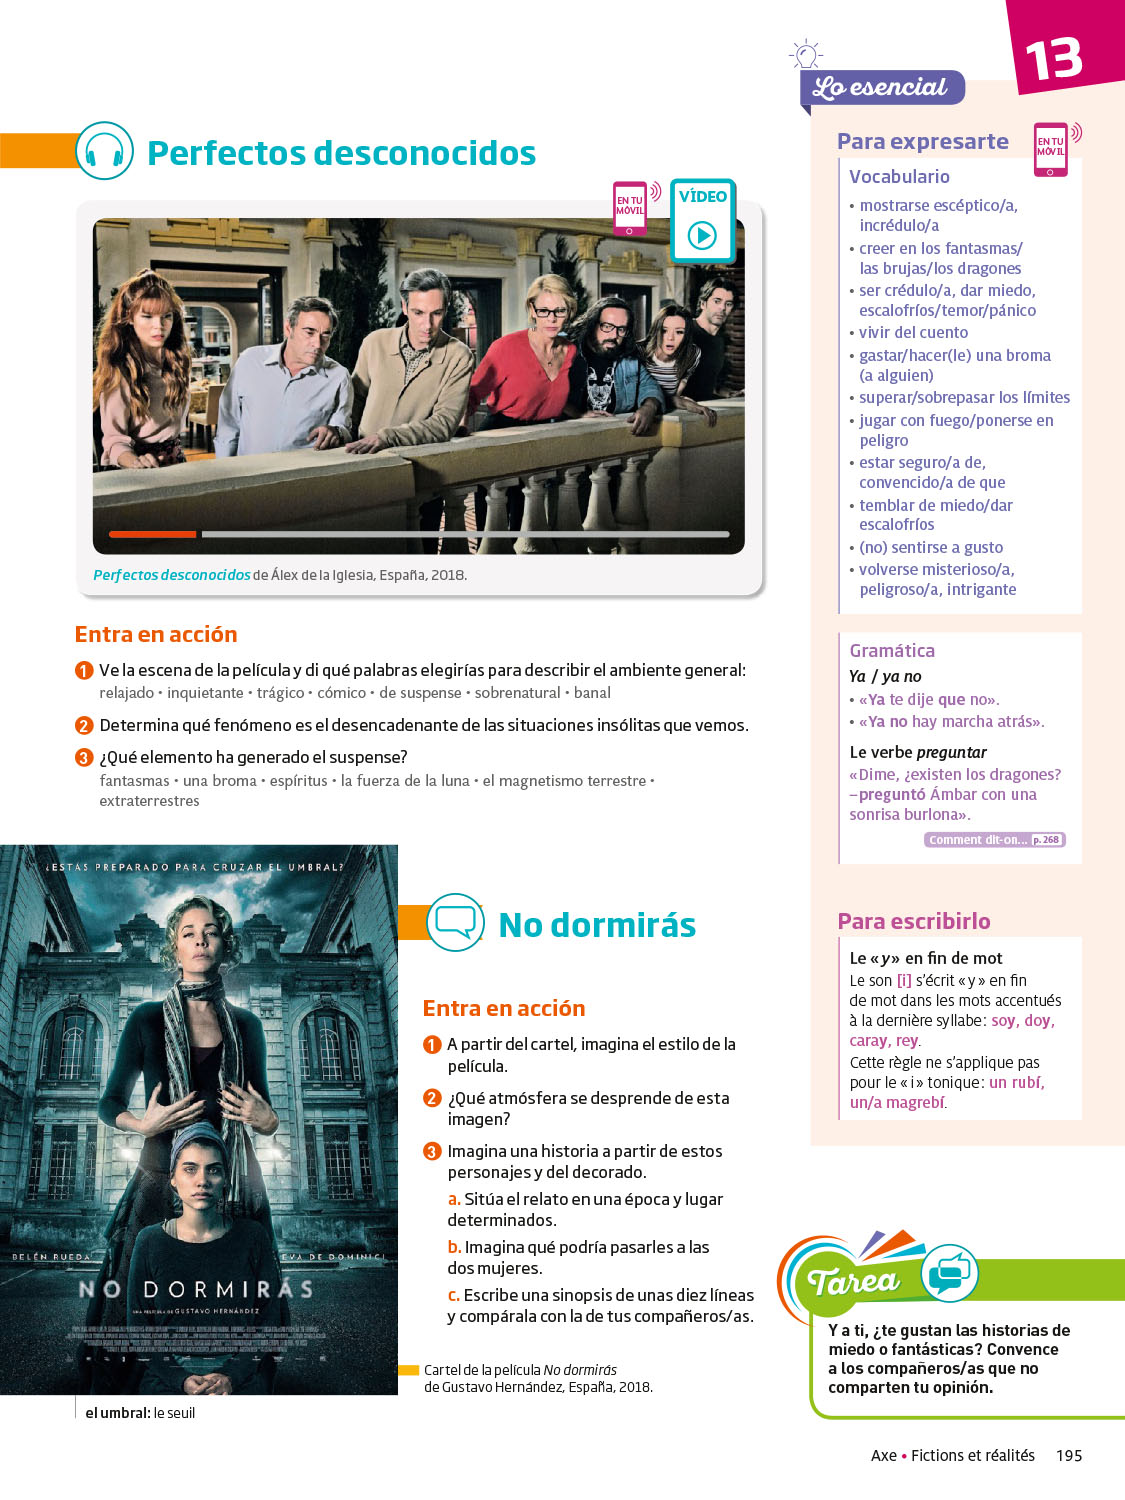 13
Lo esencial
Perfectos desconocidos
EN TU
MÓVIL
VÍDEO
Perfectos desconocidos de Álex de la Iglesia, España, 2018.
Entra en acción
1 Ve la escena de la película y di qué palabras elegirías para describir el ambiente general:
relajado • inquietante • trágico • cómico • de suspense • sobrenatural • banal
2 Determina qué fenómeno es el desencadenante de las situaciones insólitas que vemos.
3 ¿Qué elemento ha generado el suspense?
fantasmas • una broma • espíritus • la fuerza de la luna • el magnetismo terrestre •
extraterrestres
¿ESTÁS PREPARADO PARA CRUZAR EL UMBRAL?
BELÉN RUEDA
EVA DE DOMINICI
NO DORMIRÁS
UNA PELÍCULA DE GUSTAVO HERNÁNDEZ
el umbral: le seuil
No dormirás
Entra en acción
1 A partir del cartel, imagina el estilo de la
película.
2 ¿Qué atmósfera se desprende de esta
imagen?
3 Imagina una historia a partir de estos
personajes y del decorado.
a. Sitúa el relato en una época y lugar
determinados.
b. Imagina qué podría pasarles a las
dos mujeres.
c. Escribe una sinopsis de unas diez líneas
y compárala con la de tus compañeros/as.
Cartel de la película No dormirás
de Gustavo Hernández, España, 2018.
Para expresarte
EN TU
MÓVIL
Vocabulario
• mostrarse escéptico/a,
incrédulo/a
• creer en los fantasmas/
las brujas/los dragones
• ser crédulo/a, dar miedo,
escalofríos/temor/pánico
• vivir del cuento
• gastar/hacer(le) una broma
(a alguien)
• superar/sobrepasar los límites
• jugar con fuego/ponerse en
peligro
• estar seguro/a de,
convencido/a de que
• temblar de miedo/dar
escalofríos
• (no) sentirse a gusto
• volverse misterioso/a,
peligroso/a, intrigante
Gramática
Ya / ya no
• «Ya te dije que no».
• «Ya no hay marcha atrás».
Le verbe preguntar
«Dime, ¿existen los dragones?
–preguntó Ámbar con una
sonrisa burlona».
Comment dit-on... p. 268
Para escribirlo
Le « y » en fin de mot
Le son [i] s'écrit « y » en fin
de mot dans les mots accentués
à la dernière syllabe : soy, doy,
caray, rey.
Cette règle ne s'applique pas
pour le « i » tonique : un rubí,
un/a magrebí.
Tarea
Y a ti, ¿te gustan las historias de
miedo o fantásticas? Convence
a los compañeros/as que no
comparten tu opinión.
Axe • Fictions et réalités 195